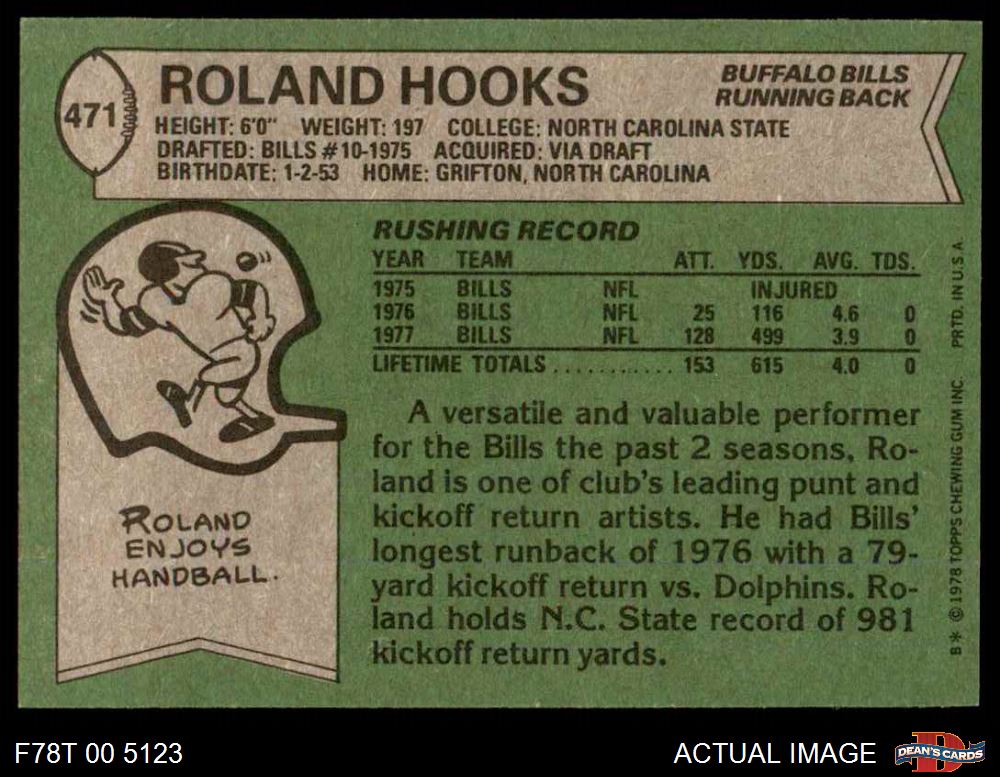 471
ROLAND HOOKS
BUFFALO BILLS
RUNNING BACK
HEIGHT: 6'0" WEIGHT: 197 COLLEGE: NORTH CAROLINA STATE
DRAFTED: BILLS #10-1975 ACQUIRED: VIA DRAFT
BIRTHDATE: 1-2-53 HOME: GRIFTON, NORTH CAROLINA
RUSHING RECORD
YEAR TEAM ATT. YDS. AVG. TDS.
1975 BILLS NFL INJURED
1976 BILLS NFL 25 116 4.6 0
1977 BILLS NFL 128 499 3.9 0
LIFETIME TOTALS ............ 153 615 4.0 0
A versatile and valuable performer
for the Bills the past 2 seasons, Ro-
land is one of club's leading punt and
kickoff return artists. He had Bills'
longest runback of 1976 with a 79-
yard kickoff return vs. Dolphins. Ro-
land holds N.C. State record of 981
kickoff return yards.
ROLAND
ENJOYS
HANDBALL.
B* © 1978 TOPPS CHEWING GUM INC. PRTD. IN U.S.A.
F78T 00 5123
ACTUAL IMAGE
D
DEAN'S CARDS